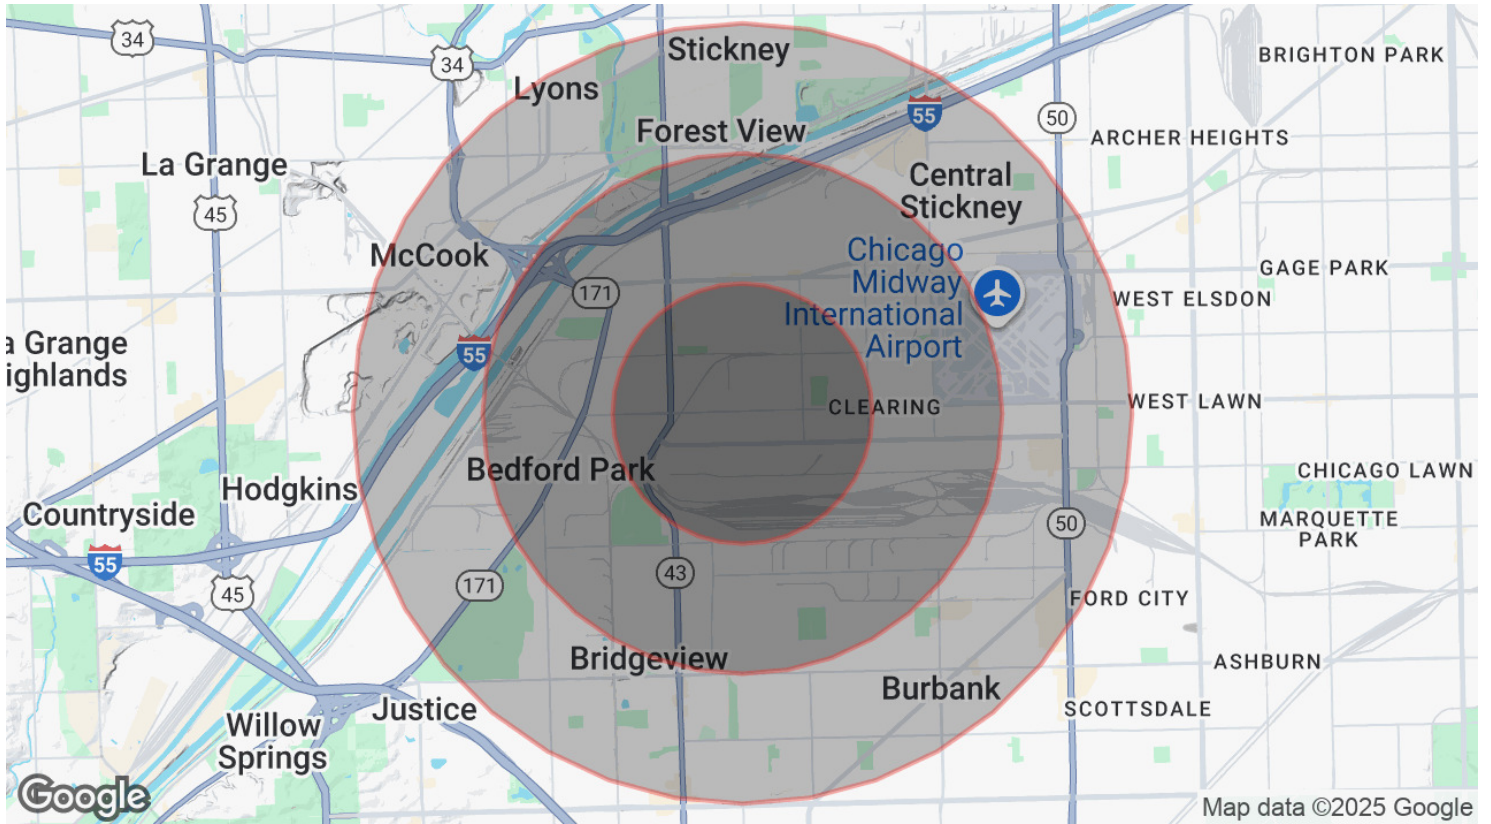 34
Stickney
BRIGHTON PARK
34
Lyons
55
50
Forest View
ARCHER HEIGHTS
La Grange
Central
Stickney
45
McCook
Chicago
Midway
International
Airport
GAGE PARK
171
WEST ELSDON
a Grange
ighlands
55
CLEARING
WEST LAWN
Bedford Park
CHICAGO LAWN
Hodgkins
Countryside
MARQUETTE
PARK
50
55
43
171
45
FORD CITY
Bridgeview
ASHBURN
Burbank
Justice
SCOTTSDALE
Willow
Springs
Google
Map data ©2025 Google